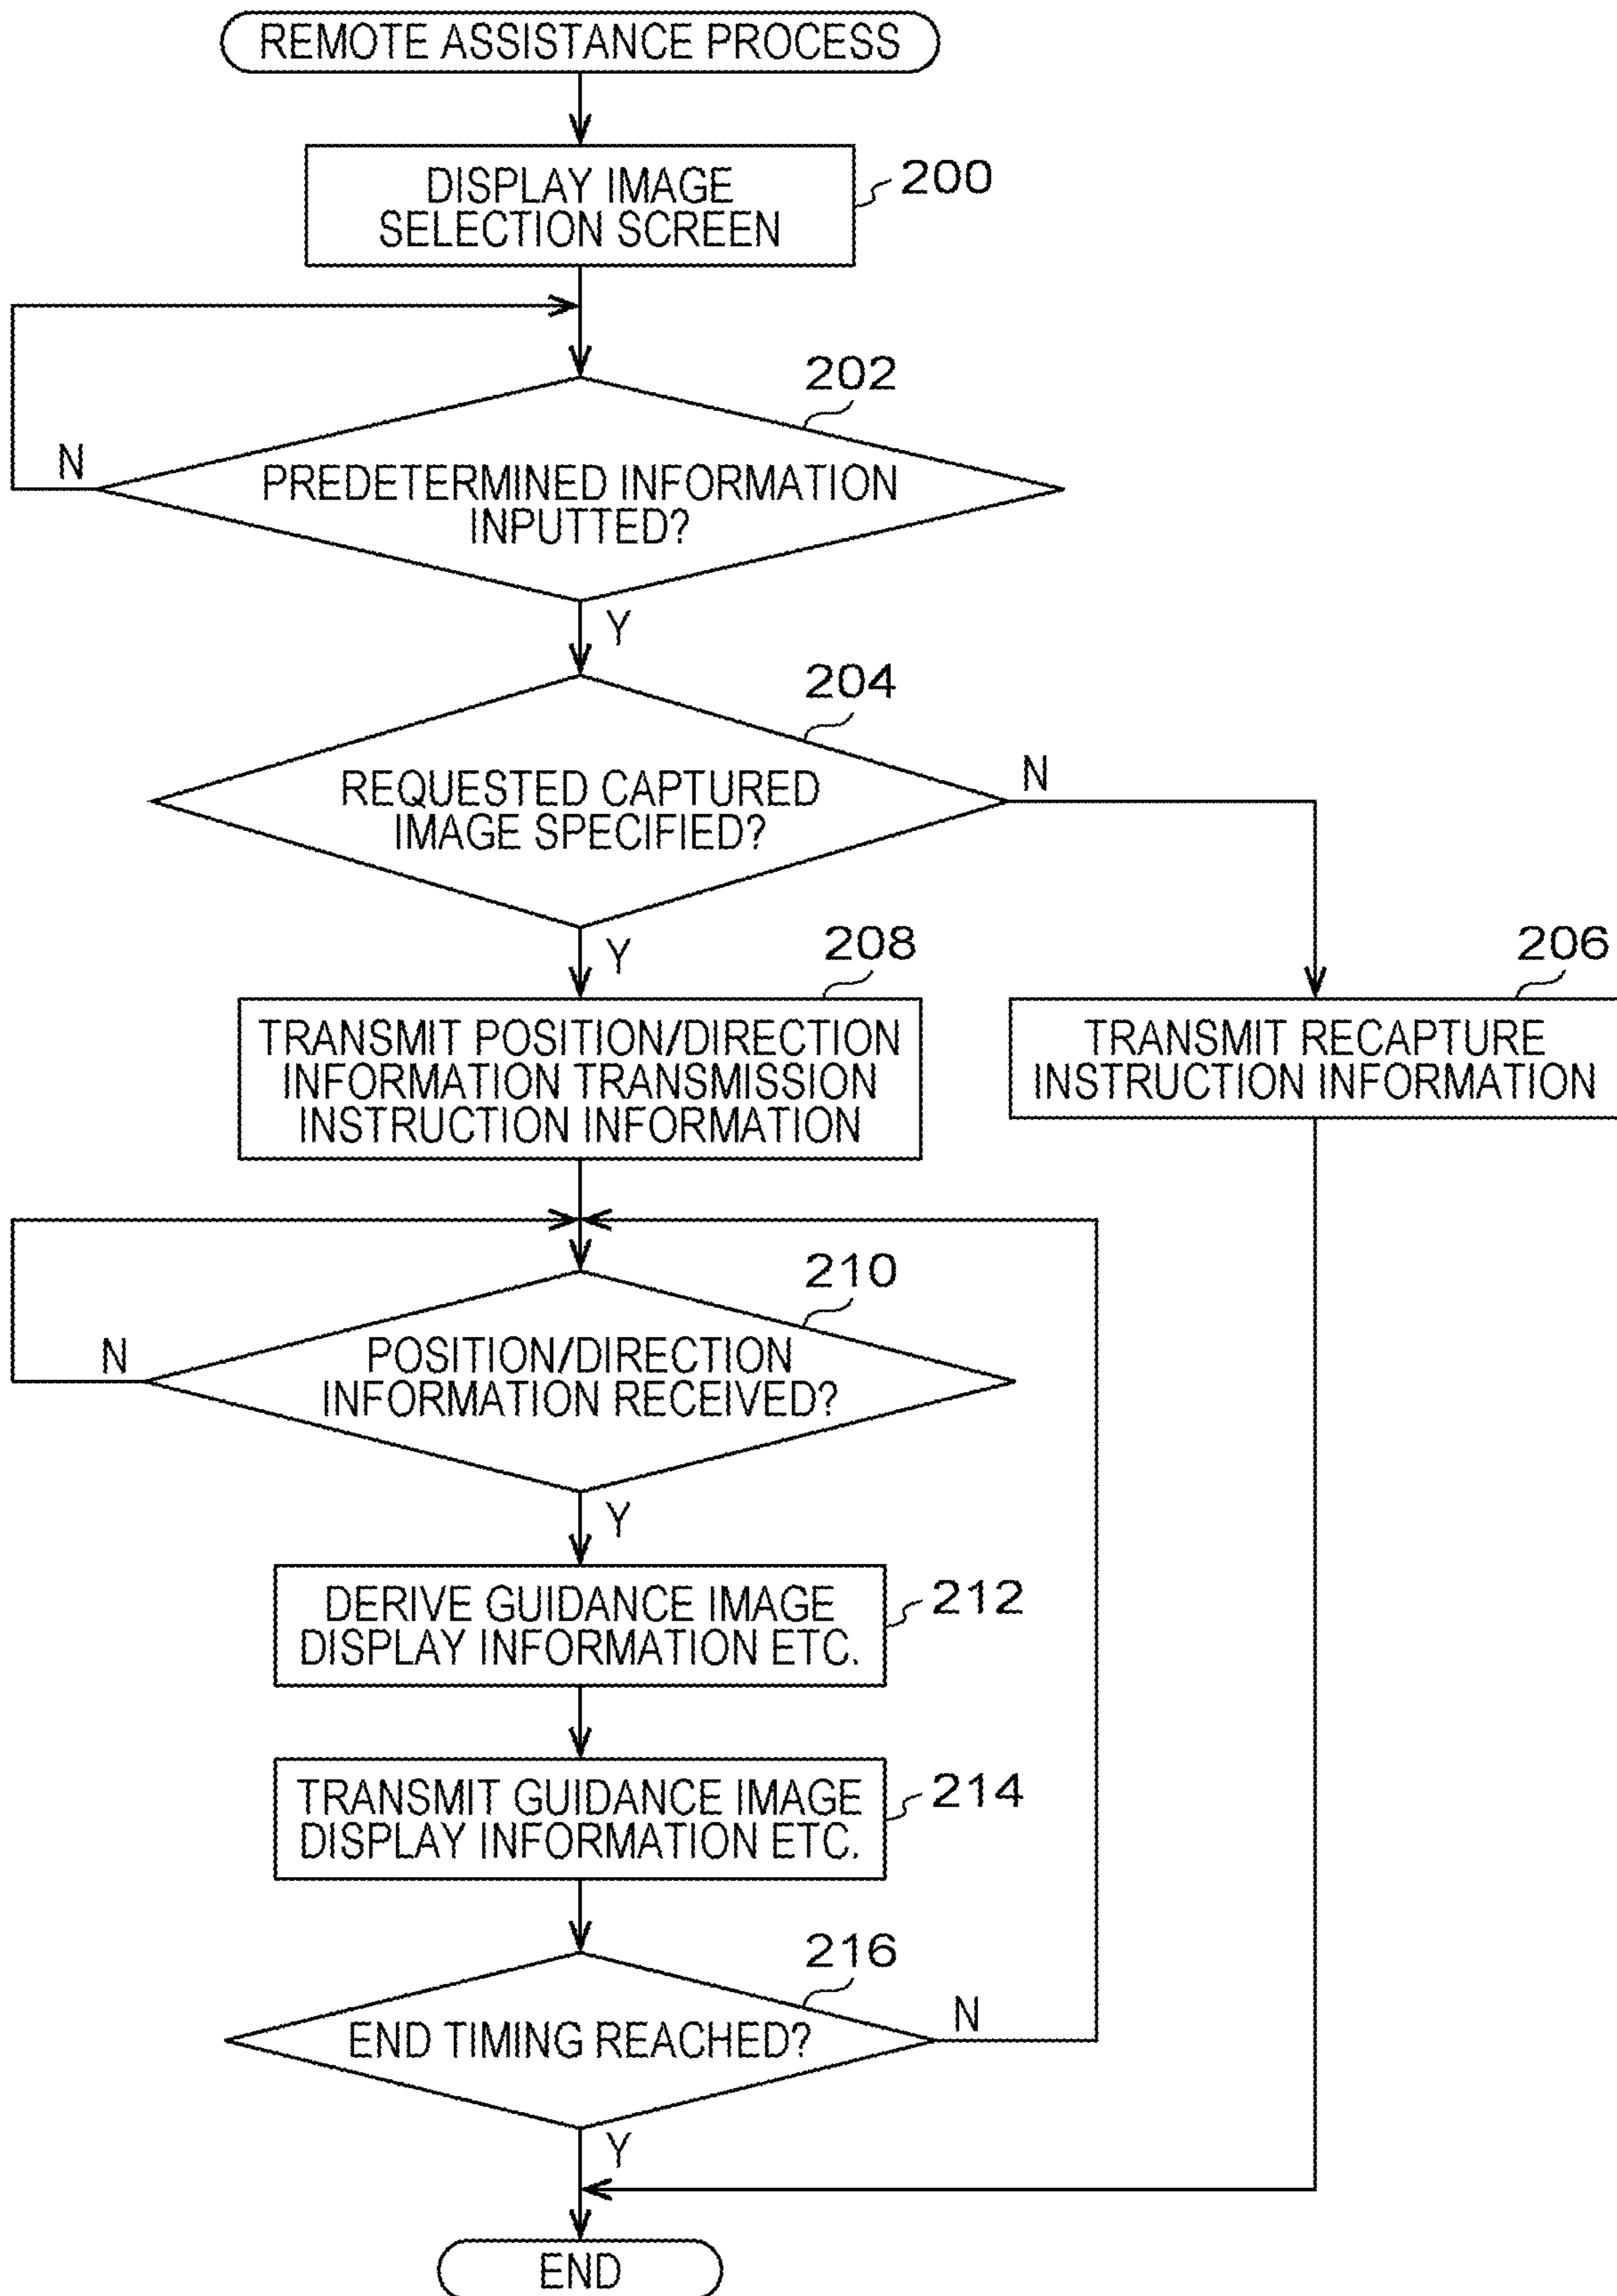 REMOTE ASSISTANCE PROCESS
DISPLAY IMAGE
SELECTION SCREEN
200
202
N
PREDETERMINED INFORMATION
INPUTTED?
Y
204
REQUESTED CAPTURED
IMAGE SPECIFIED?
N
Y
208
206
TRANSMIT POSITION/DIRECTION
INFORMATION TRANSMISSION
INSTRUCTION INFORMATION
TRANSMIT RECAPTURE
INSTRUCTION INFORMATION
210
N
POSITION/DIRECTION
INFORMATION RECEIVED?
Y
DERIVE GUIDANCE IMAGE
DISPLAY INFORMATION ETC.
212
TRANSMIT GUIDANCE IMAGE
DISPLAY INFORMATION ETC.
214
216
END TIMING REACHED?
N
Y
END